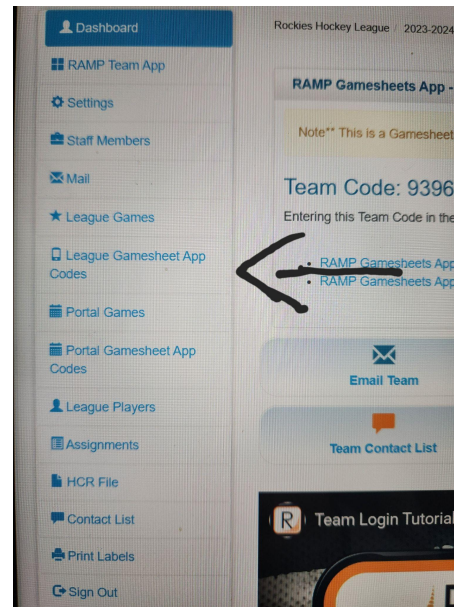 Dashboard
RAMP Team App
Settings
Staff Members
Mail
League Games
League Gamesheet App
Codes
Portal Games
Portal Gamesheet App
Codes
League Players
Assignments
HCR File
Contact List
Print Labels
Sign Out
Rockies Hockey League / 2023-2024
RAMP Gamesheets App -
Note** This is a Gamesheet
Team Code: 9396
Entering this Team Code in the
RAMP Gamesheets App
RAMP Gamesheets App
Email Team
Team Contact List
R Team Login Tutorial